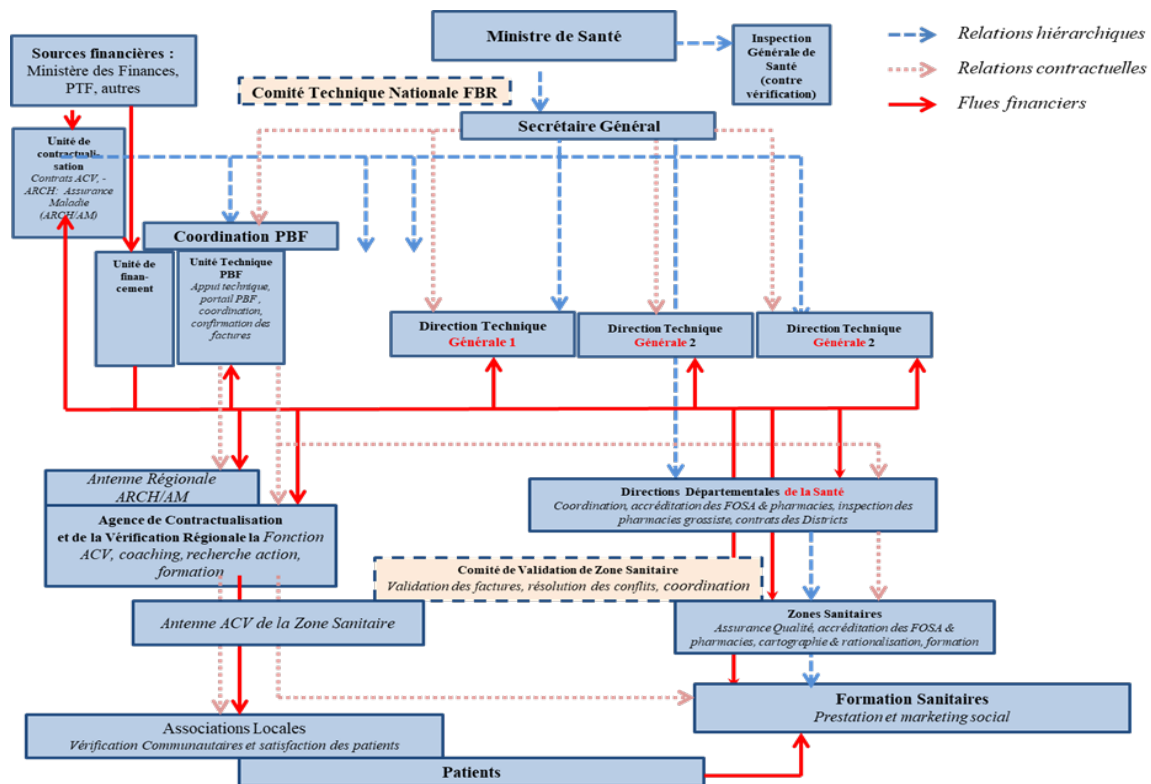 Ministre de Santé
Inspection
Générale de
Santé
(contre
vérification)
Relations hiérarchiques
Relations contractuelles
Flues financiers
Sources financières :
Ministère des Finances,
PTF, autres
Comité Technique Nationale FBR
Secrétaire Général
Unité de
contractuali-
sation
Contrats ACV, -
ARCH: Assurance
Maladie
(ARCH/AM)
Coordination PBF
Unité de
finan-
cement
Unité Technique
PBF
Appui technique,
portail PBF ,
coordination,
confirmation des
factures
Direction Technique
Générale 1
Direction Technique
Générale 2
Direction Technique
Générale 2
Antenne Régionale
ARCH/AM
Agence de Contractualisation
et de la Vérification Régionale la Fonction
ACV, coaching, recherche action,
formation
Directions Départementales de la Santé
Coordination, accréditation des FOSA & pharmacies, inspection des
pharmacies grossiste, contrats des Districts
Comité de Validation de Zone Sanitaire
Validation des factures, résolution des conflits, coordination
Antenne ACV de la Zone Sanitaire
Zones Sanitaires
Assurance Qualité, accréditation des FOSA &
pharmacies, cartographie & rationalisation, formation
Formation Sanitaires
Prestation et marketing social
Associations Locales
Vérification Communautaires et satisfaction des patients
Patients